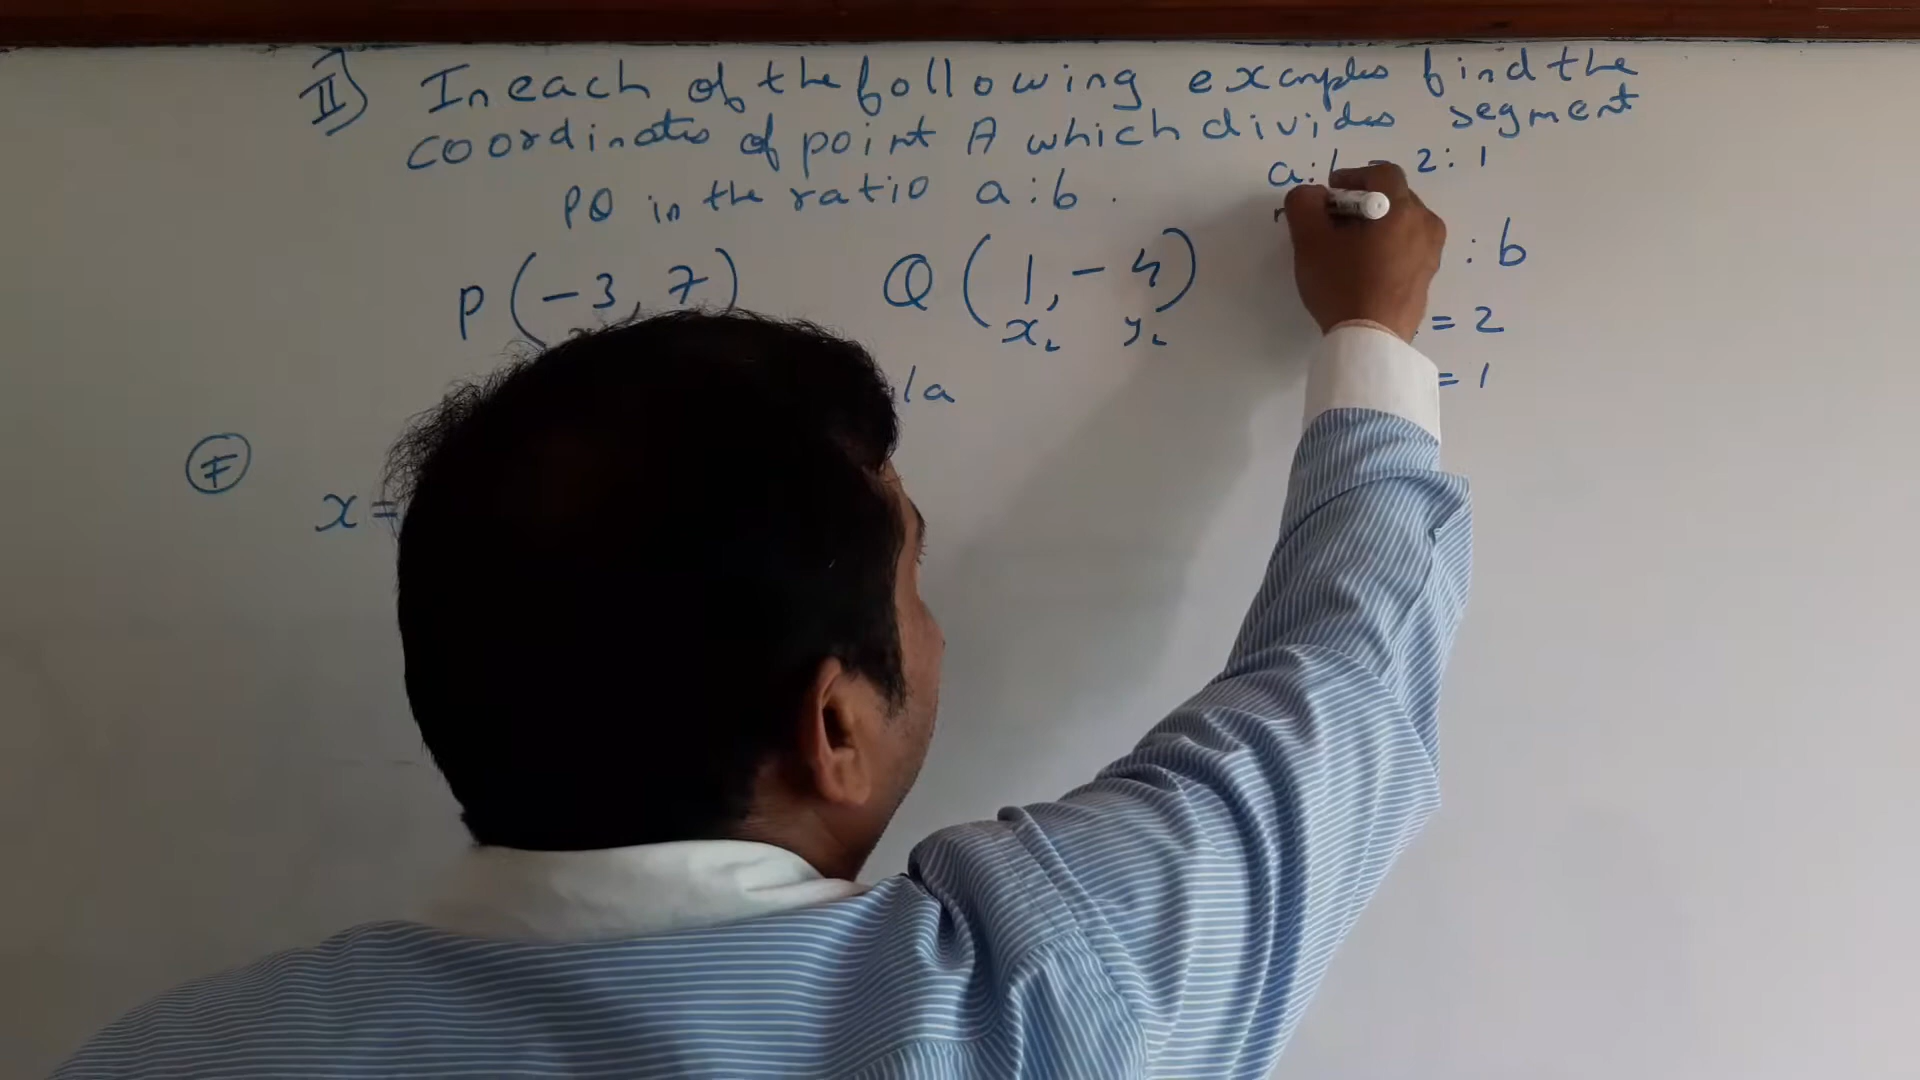 II) In each of the following examples find the
coordinates of point A which divides segment
PQ in the ratio a:b.
a: = 2:1
P(-3, 7)
Q(1, -4)
: b
x₂ y₂
= 2
la
= 1
F
x =